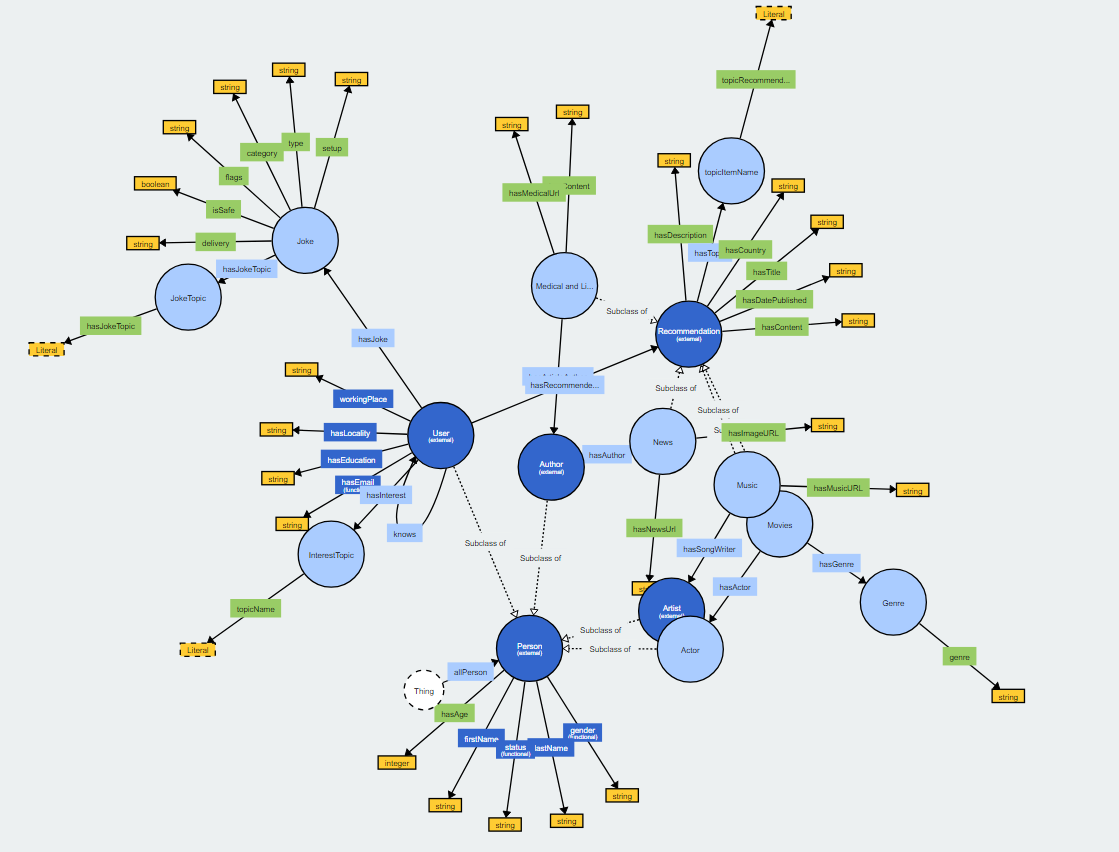 Literal
topicRecommend...
string
string
string
string
type
setup
category
string
flags
boolean
isSafe
string
delivery
Joke
hasJokeTopic
JokeTopic
hasJokeTopic
Literal
hasJoke
string
string
hasMedicalUrl
Content
Medical and Li...
Subclass of
string
topicItemName
string
hasDescription
hasCountry
string
hasTitle
string
hasDatePublished
string
hasContent
Recommendation
(external)
Subclass of
Subclass of
string
workingPlace
string
hasLocality
hasEducation
string
hasEmail
hasInterest
string
User
(external)
hasRecommende...
knows
InterestTopic
topicName
Literal
Author
(external)
hasAuthor
News
hasImageURL
string
Music
hasMusicURL
string
Movies
hasNewsUrl
hasSongWriter
hasActor
hasGenre
Genre
genre
string
Artist
(external)
Actor
Subclass of
Subclass of
Subclass of
Subclass of
Person
(external)
Thing
allPerson
hasAge
integer
firstName
string
status
(functional)
string
lastName
string
gender
(functional)
string